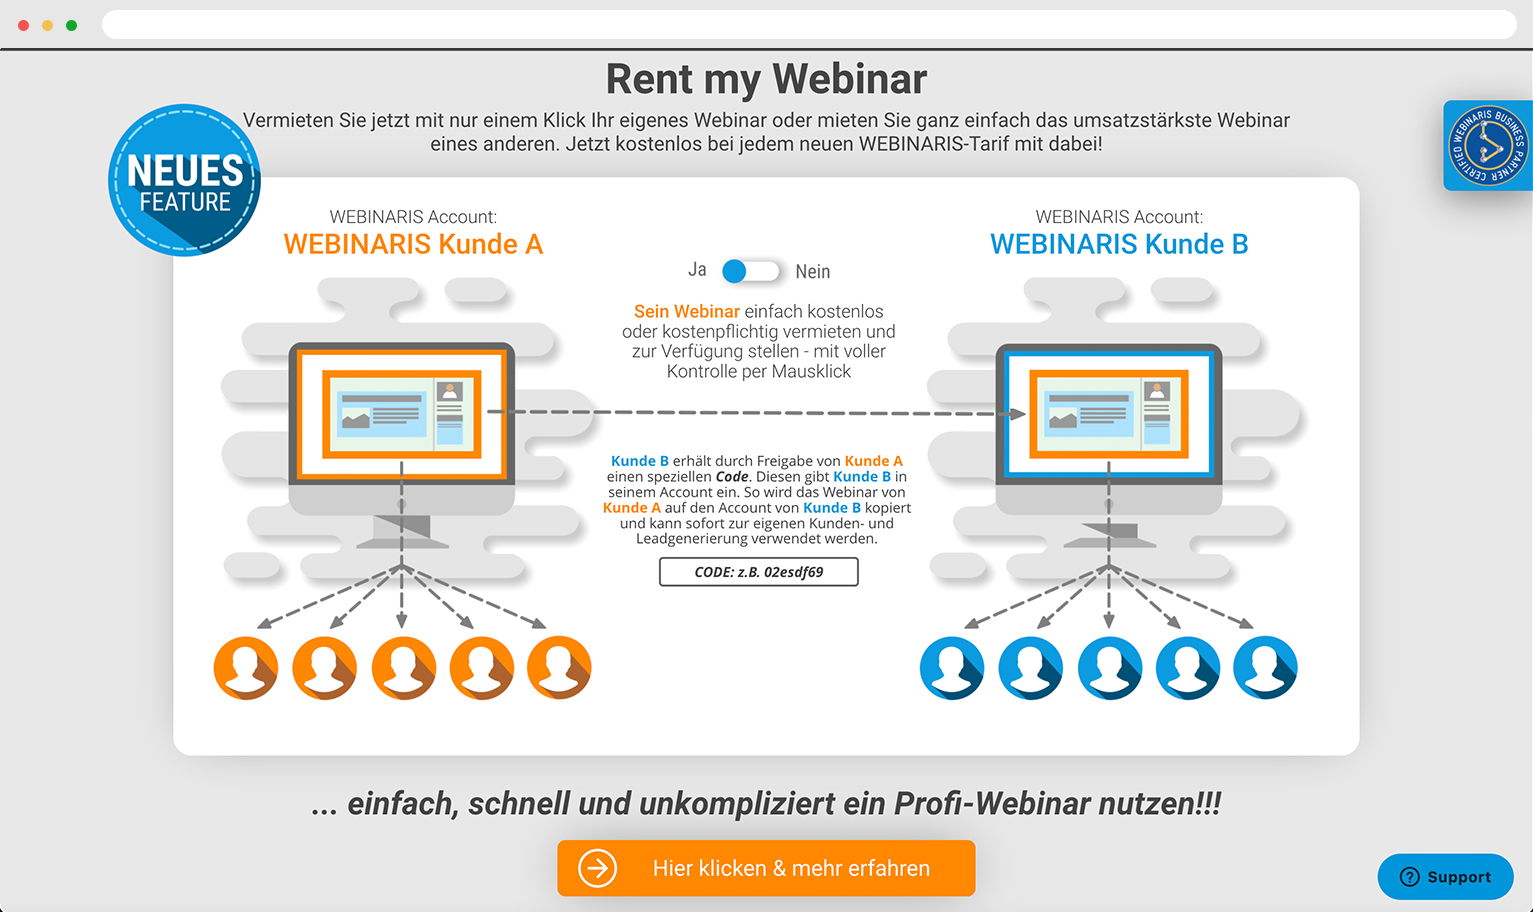 Rent my Webinar
Vermieten Sie jetzt mit nur einem Klick Ihr eigenes Webinar oder mieten Sie ganz einfach das umsatzstärkste Webinar
eines anderen. Jetzt kostenlos bei jedem neuen WEBINARIS-Tarif mit dabei!
NEUES
FEATURE
CERTIFIED WEBINARIS BUSINESS PARTNER
WEBINARIS Account:
WEBINARIS Kunde A
WEBINARIS Account:
WEBINARIS Kunde B
Ja
Nein
Sein Webinar einfach kostenlos
oder kostenpflichtig vermieten und
zur Verfügung stellen - mit voller
Kontrolle per Mausklick
Kunde B erhält durch Freigabe von Kunde A
einen speziellen Code. Diesen gibt Kunde B in
seinem Account ein. So wird das Webinar von
Kunde A auf den Account von Kunde B kopiert
und kann sofort zur eigenen Kunden- und
Leadgenerierung verwendet werden.
CODE: z.B. 02esdf69
... einfach, schnell und unkompliziert ein Profi-Webinar nutzen!!!
Hier klicken & mehr erfahren
Support